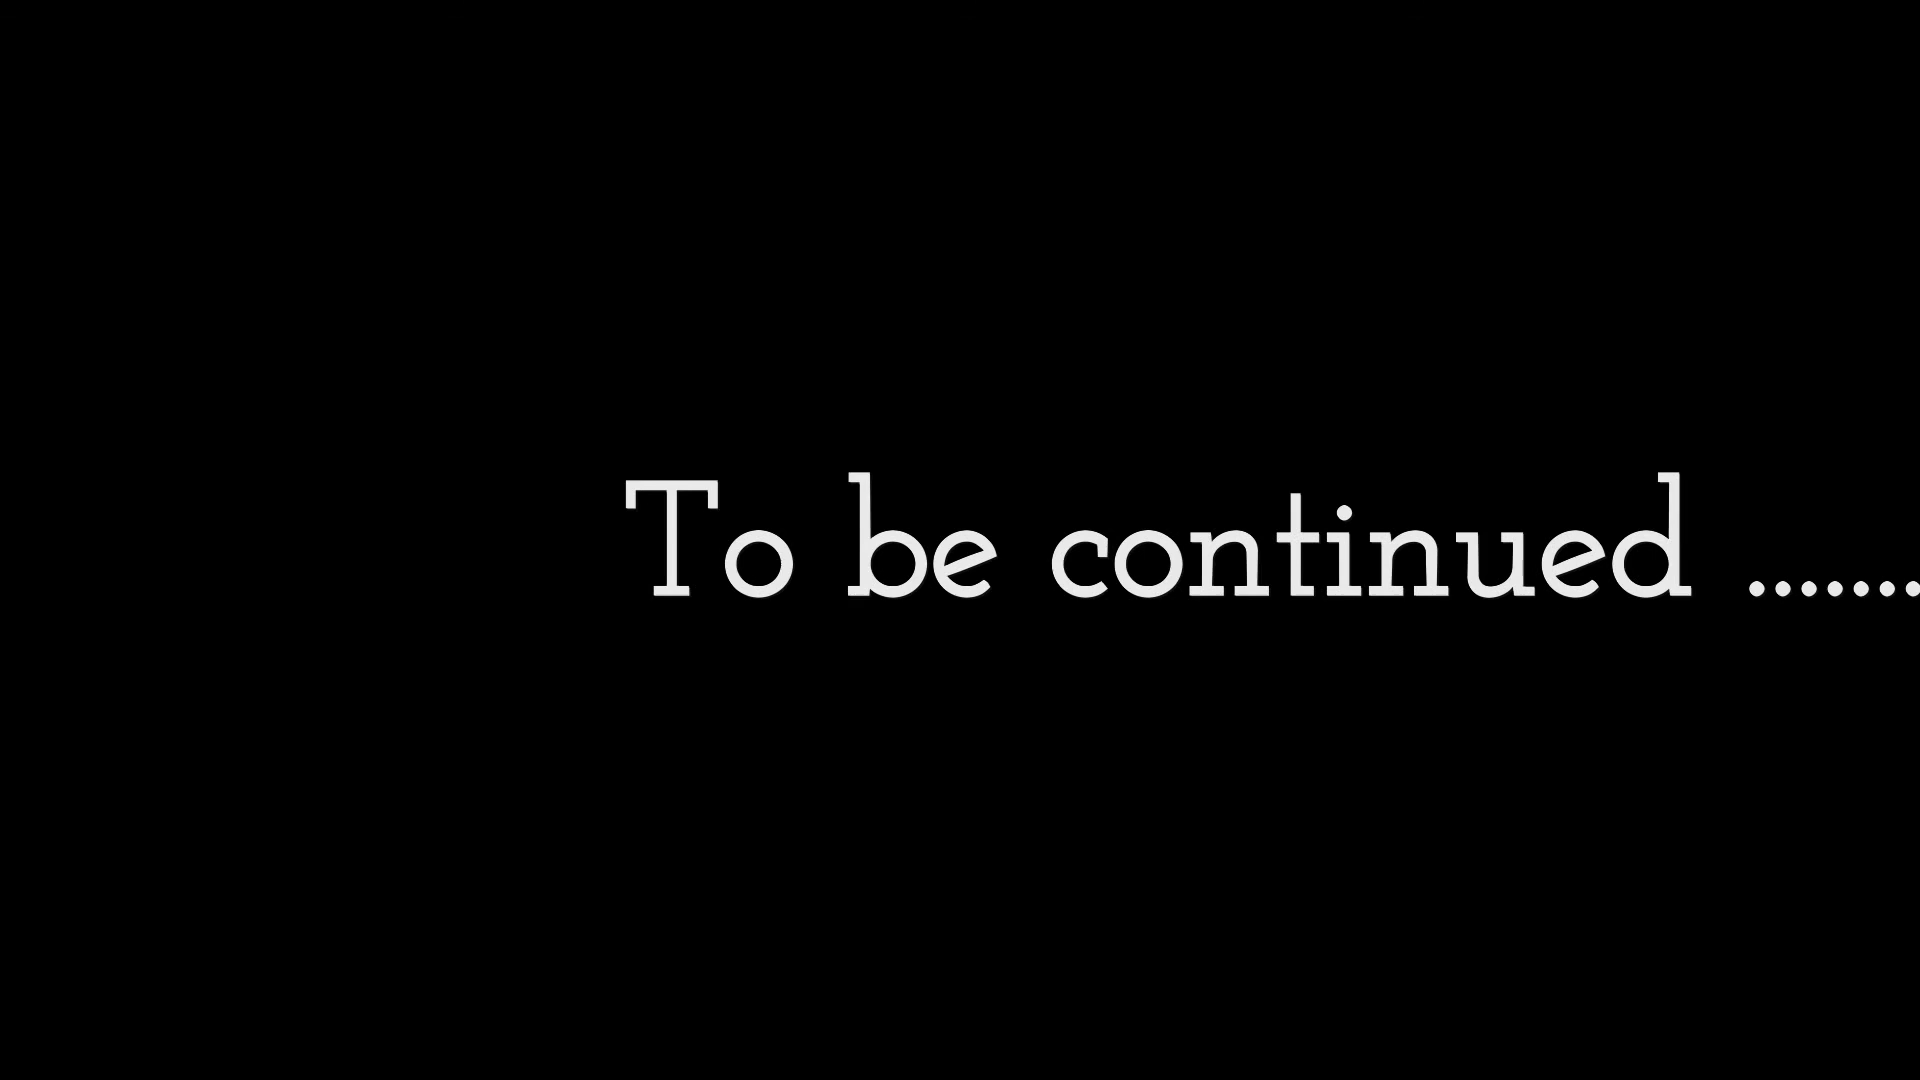 To be continued .......